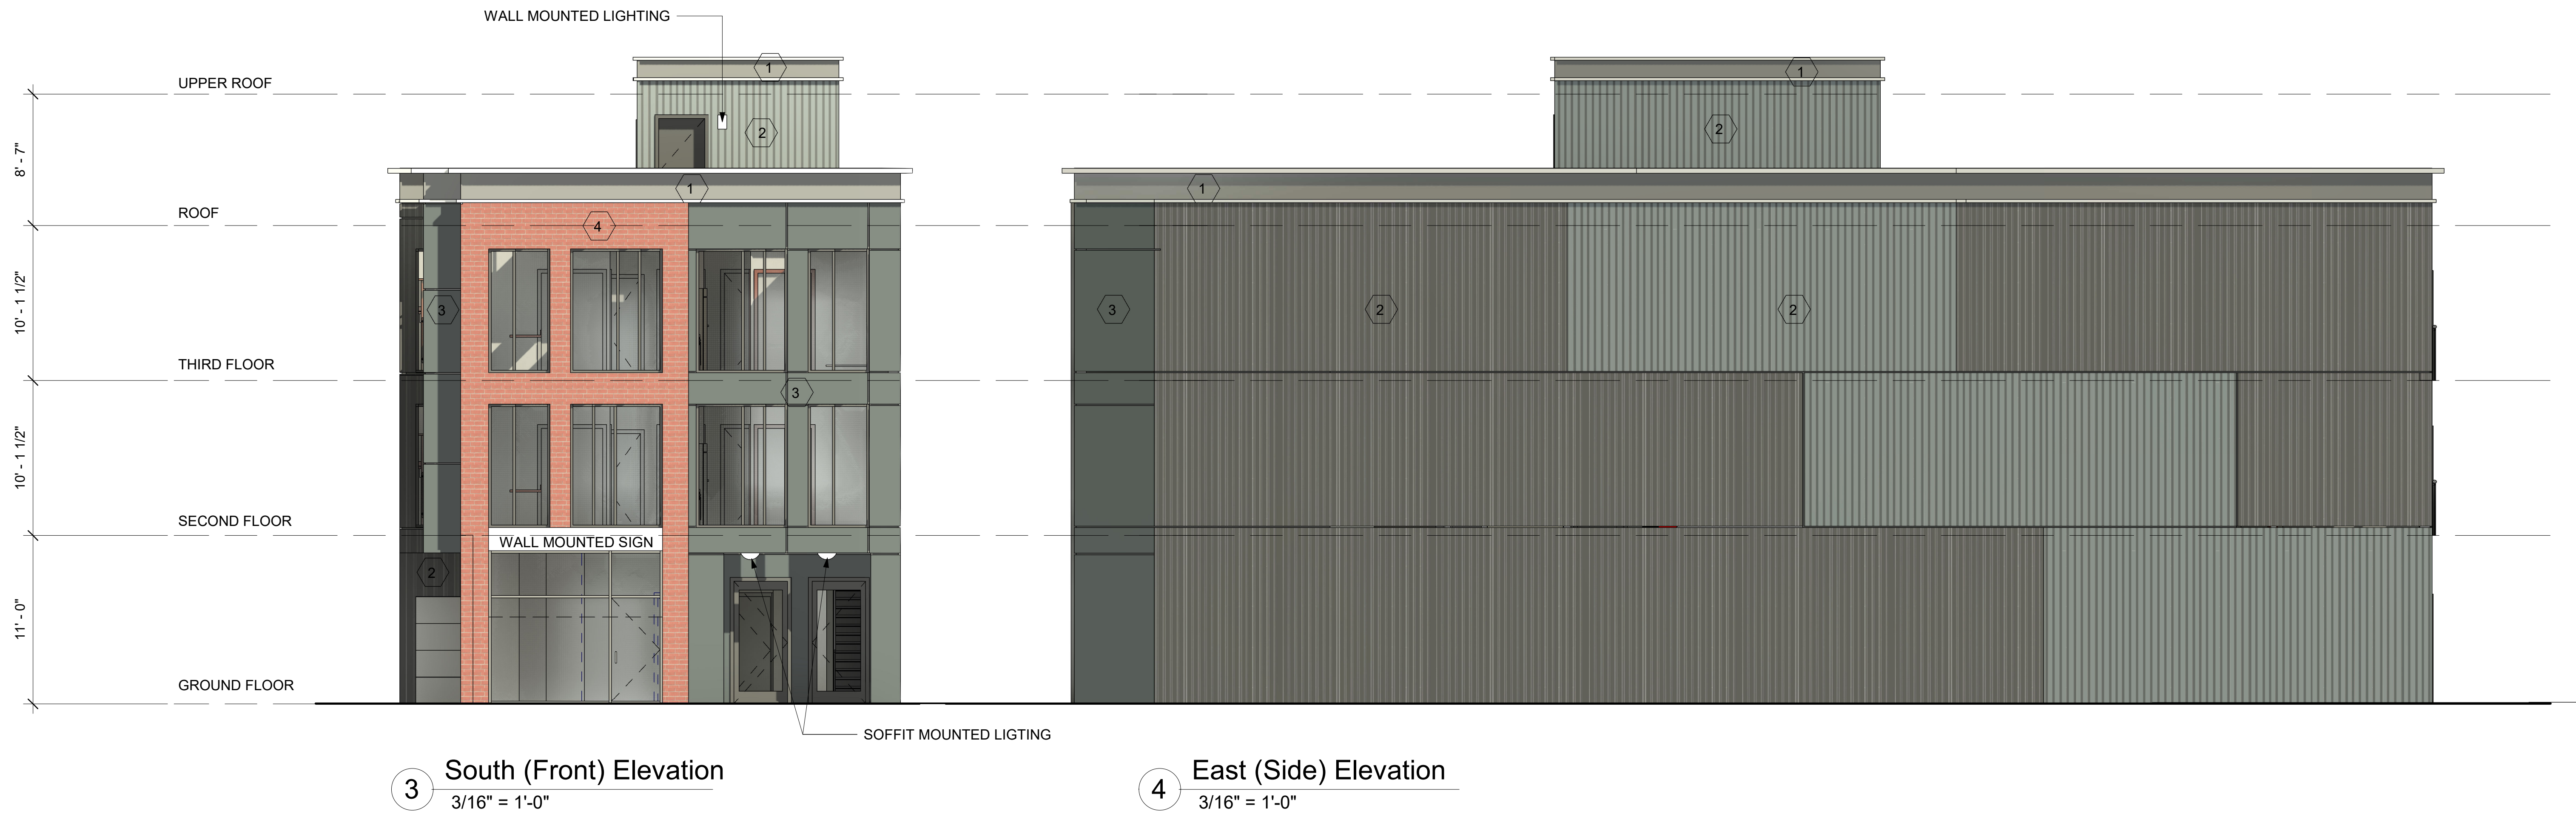 WALL MOUNTED LIGHTING
1
1
UPPER ROOF
2
2
8' - 7"
1
1
ROOF
4
10' - 1 1/2"
3
3
2
2
THIRD FLOOR
3
10' - 1 1/2"
SECOND FLOOR
WALL MOUNTED SIGN
2
11' - 0"
GROUND FLOOR
SOFFIT MOUNTED LIGTING
3
South (Front) Elevation
3/16" = 1'-0"
4
East (Side) Elevation
3/16" = 1'-0"